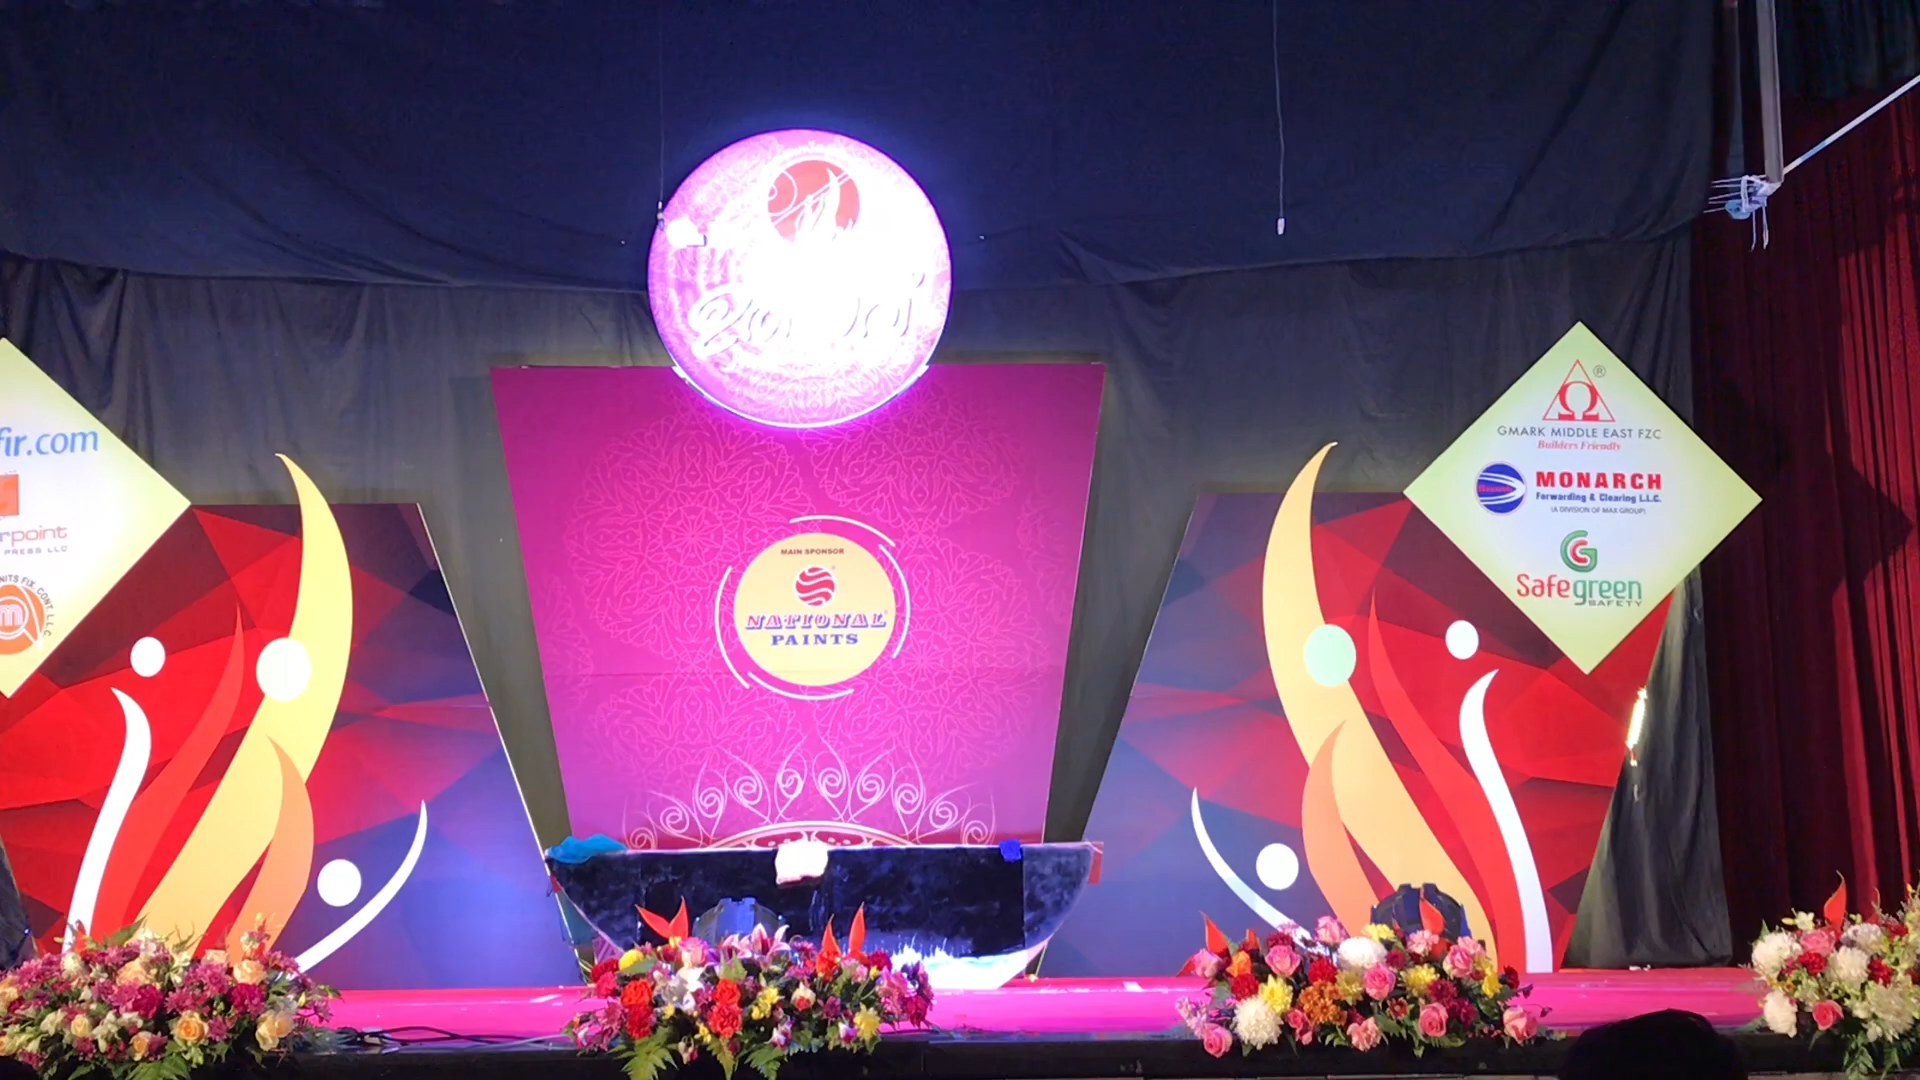 fir.com
rpoint
PRESS LLC
NITS FIX. CONT. L.L.C
m
MAIN SPONSOR
NATIONAL
PAINTS
Ω ®
GMARK MIDDLE EAST FZC
Builders Friendly
MONARCH
Forwarding & Clearing L.L.C.
(A DIVISION OF MAX GROUP)
G
Safegreen
SAFETY